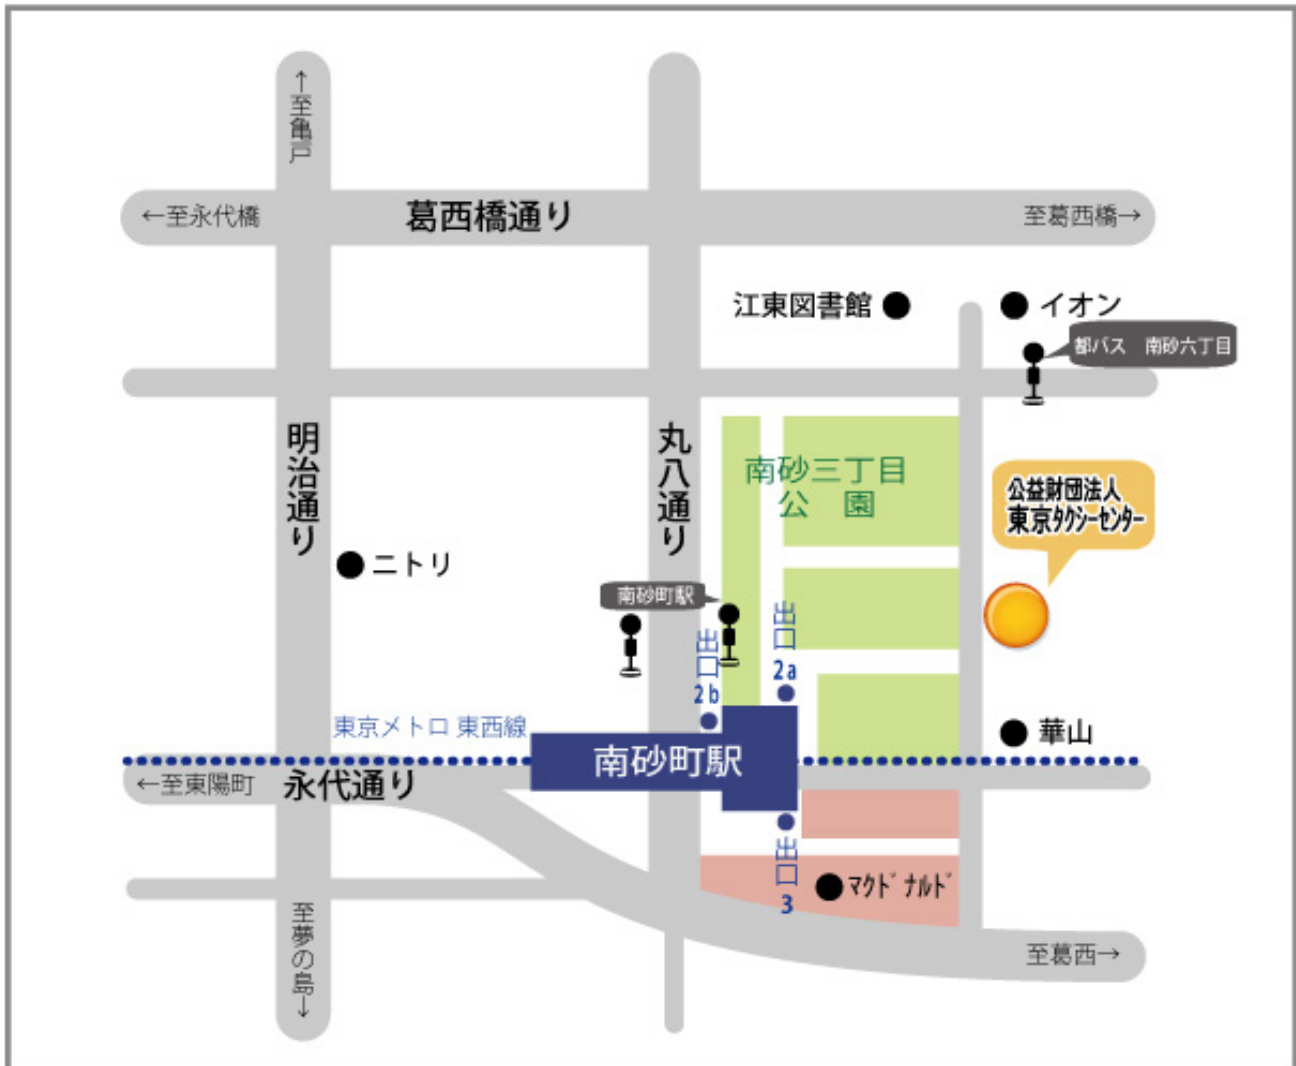 ↑至亀戸
←至永代橋
葛西橋通り
至葛西橋→
江東図書館
イオン
都バス 南砂六丁目
明治通り
丸八通り
南砂三丁目
公 園
公益財団法人
東京タクシーセンター
ニトリ
南砂町駅
出口2b
出口2a
東京メトロ 東西線
南砂町駅
華山
←至東陽町
永代通り
出口3
マクドナルド
至夢の島↓
至葛西→